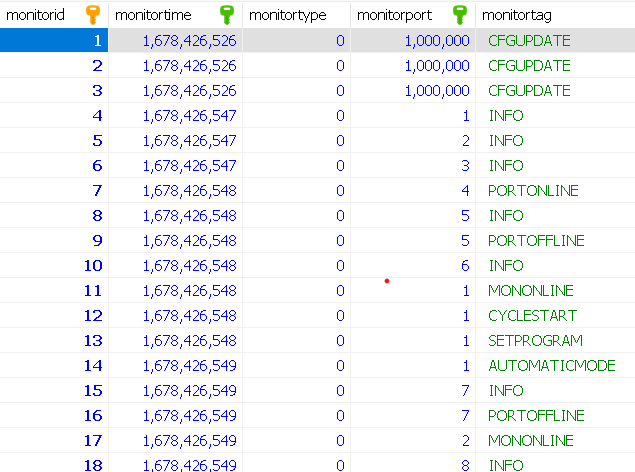 monitorid monitortime monitortype monitorport monitortag
1 1,678,426,526 0 1,000,000 CFGUPDATE
2 1,678,426,526 0 1,000,000 CFGUPDATE
3 1,678,426,526 0 1,000,000 CFGUPDATE
4 1,678,426,547 0 1 INFO
5 1,678,426,547 0 2 INFO
6 1,678,426,547 0 3 INFO
7 1,678,426,548 0 4 PORTONLINE
8 1,678,426,548 0 5 INFO
9 1,678,426,548 0 5 PORTOFFLINE
10 1,678,426,548 0 6 INFO
11 1,678,426,548 0 1 MONONLINE
12 1,678,426,548 0 1 CYCLESTART
13 1,678,426,548 0 1 SETPROGRAM
14 1,678,426,549 0 1 AUTOMATICMODE
15 1,678,426,549 0 7 INFO
16 1,678,426,549 0 7 PORTOFFLINE
17 1,678,426,549 0 2 MONONLINE
18 1,678,426,549 0 8 INFO